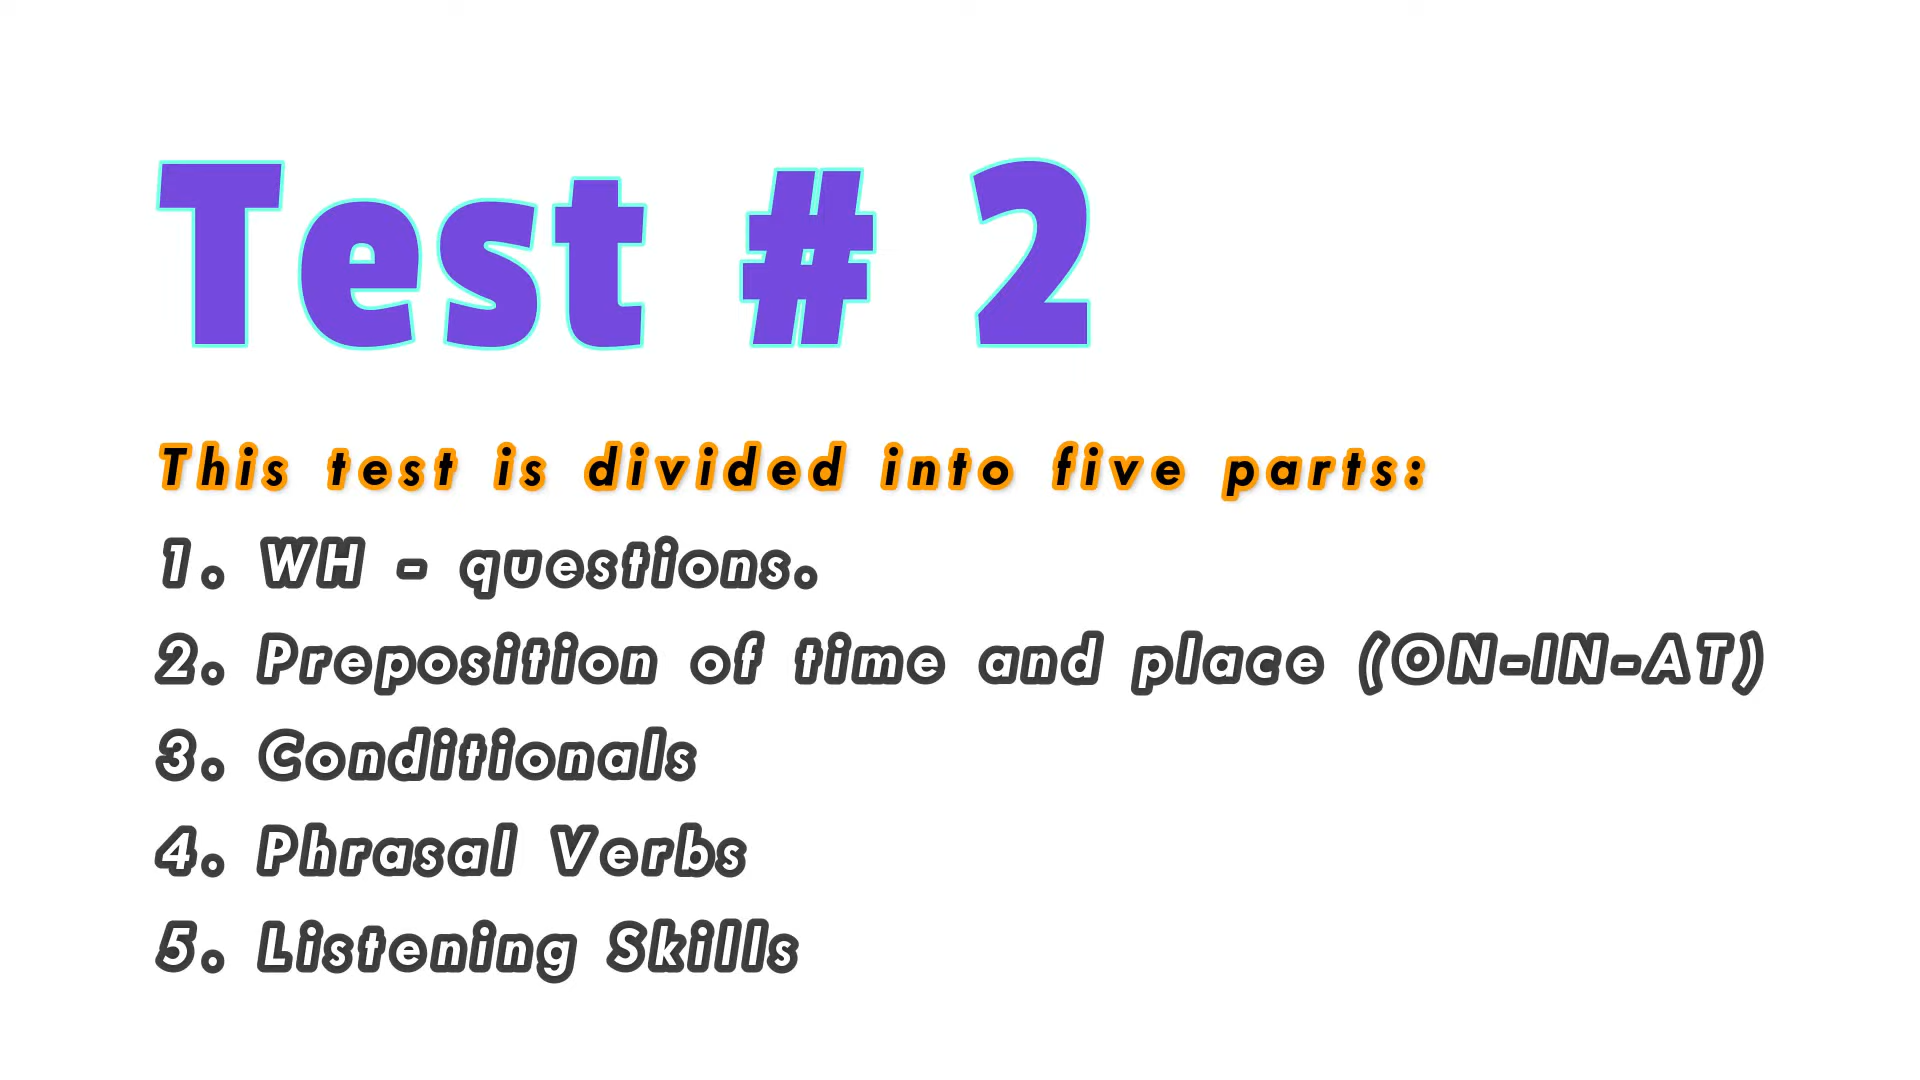 Test # 2
This test is divided into five parts:
1. WH - questions.
2. Preposition of time and place (ON-IN-AT)
3. Conditionals
4. Phrasal Verbs
5. Listening Skills